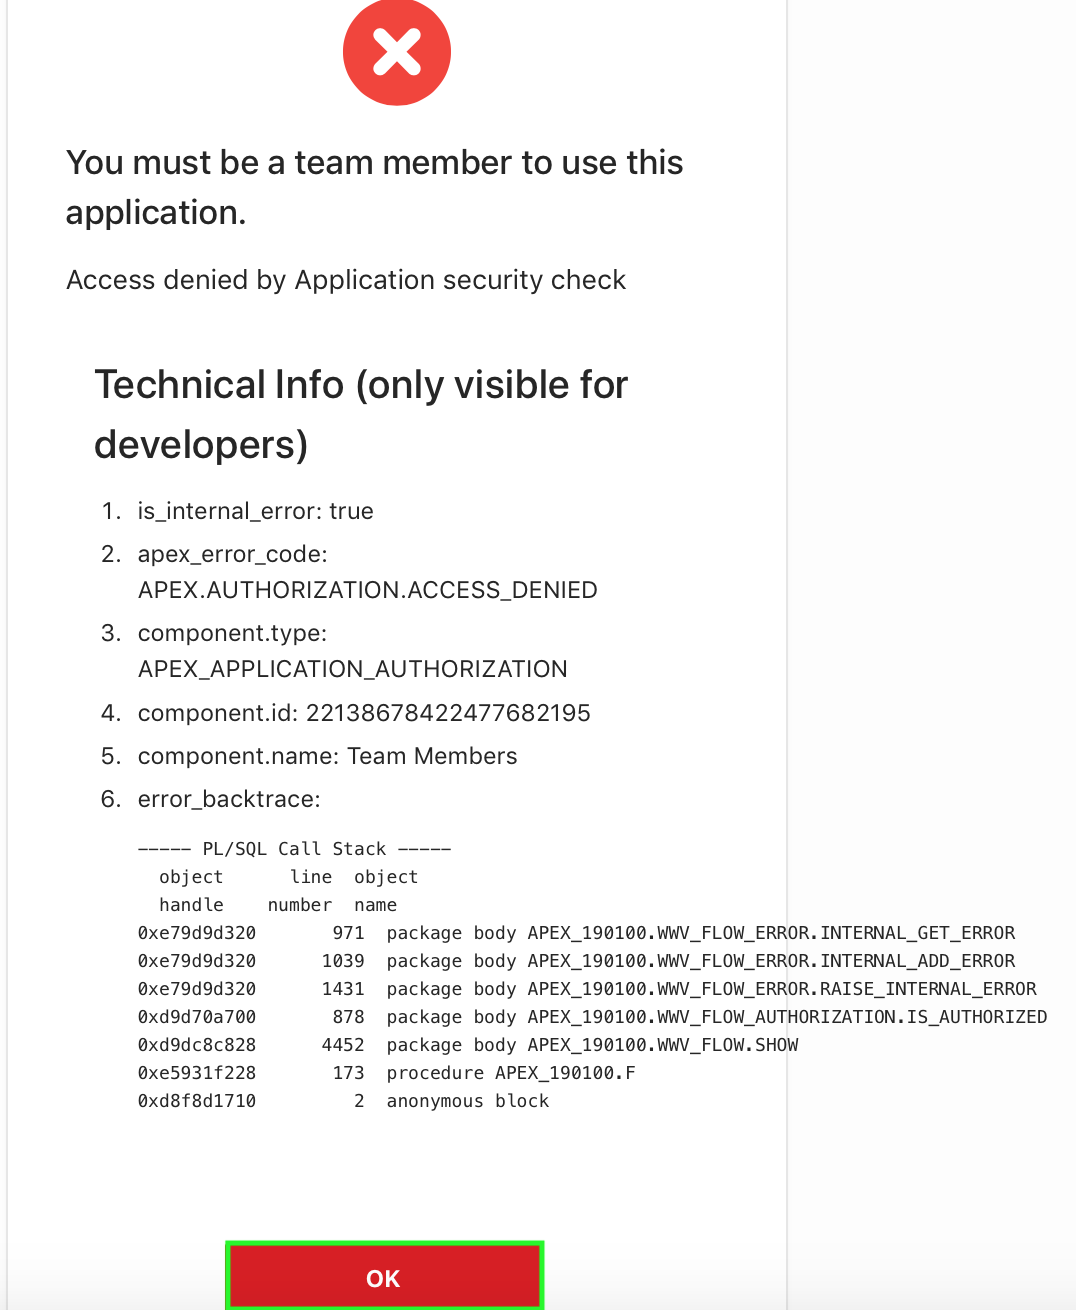 You must be a team member to use this
application.
Access denied by Application security check
Technical Info (only visible for
developers)
1. is_internal_error: true
2. apex_error_code:
APEX.AUTHORIZATION.ACCESS_DENIED
3. component.type:
APEX_APPLICATION_AUTHORIZATION
4. component.id: 22138678422477682195
5. component.name: Team Members
6. error_backtrace:
----- PL/SQL Call Stack -----
  object      line  object
  handle    number  name
0xe79d9d320       971  package body APEX_190100.WWV_FLOW_ERROR.INTERNAL_GET_ERROR
0xe79d9d320      1039  package body APEX_190100.WWV_FLOW_ERROR.INTERNAL_ADD_ERROR
0xe79d9d320      1431  package body APEX_190100.WWV_FLOW_ERROR.RAISE_INTERNAL_ERROR
0xd9d70a700       878  package body APEX_190100.WWV_FLOW_AUTHORIZATION.IS_AUTHORIZED
0xd9dc8c828      4452  package body APEX_190100.WWV_FLOW.SHOW
0xe5931f228       173  procedure APEX_190100.F
0xd8f8d1710         2  anonymous block
OK